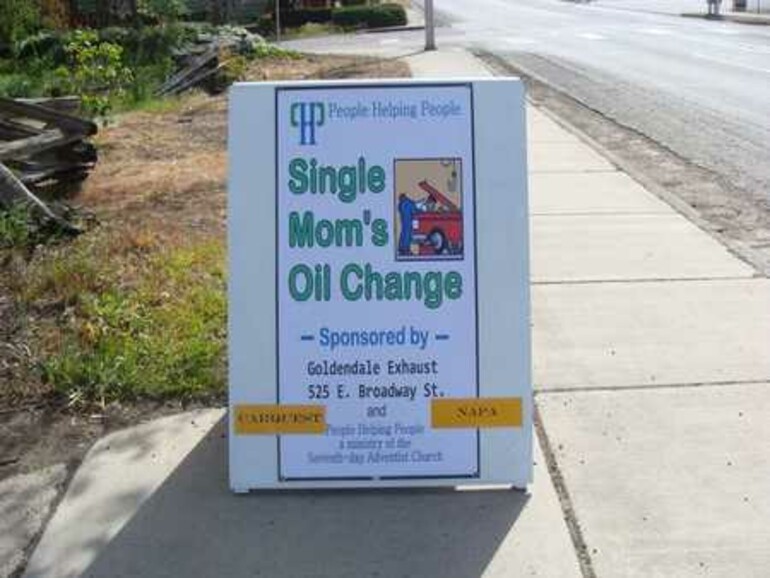 People Helping People
Single
Mom's
Oil Change
- Sponsored by -
Goldendale Exhaust
525 E. Broadway St.
and
CARQUEST
NAPA
People Helping People
a ministry of the
Seventh-day Adventist Church